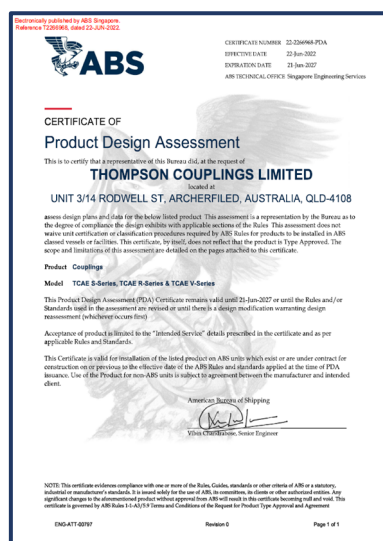 Electronically published by ABS Singapore.
Reference T2266968, dated 22-JUN-2022.
ABS
CERTIFICATE NUMBER 22-2266968-PDA
EFFECTIVE DATE 22-Jun-2022
EXPIRATION DATE 21-Jun-2027
ABS TECHNICAL OFFICE Singapore Engineering Services
CERTIFICATE OF
Product Design Assessment
This is to certify that a representative of this Bureau did, at the request of
THOMPSON COUPLINGS LIMITED
located at
UNIT 3/14 RODWELL ST, ARCHERFILED, AUSTRALIA, QLD-4108
assess design plans and data for the below listed product This assessment is a representation by the Bureau as to
the degree of compliance the design exhibits with applicable sections of the Rules This assessment does not
waive unit certification or classification procedures required by ABS Rules for products to be installed in ABS
classed vessels or facilities. This certificate, by itself, does not reflect that the product is Type Approved. The
scope and limitations of this assessment are detailed on the pages attached to this certificate.
Product Couplings
Model TCAE S-Series, TCAE R-Series & TCAE V-Series
This Product Design Assessment (PDA) Certificate remains valid until 21-Jun-2027 or until the Rules and/or
Standards used in the assessment are revised or until there is a design modification warranting design
reassessment (whichever occurs first)
Acceptance of product is limited to the "Intended Service" details prescribed in the certificate and as per
applicable Rules and Standards.
This Certificate is valid for installation of the listed product on ABS units which exist or are under contract for
construction on or previous to the effective date of the ABS Rules and standards applied at the time of PDA
issuance. Use of the Product for non-ABS units is subject to agreement between the manufacturer and intended
client.
American Bureau of Shipping
Senior Engineer
NOTE: This certificate evidences compliance with one or more of the Rules, Guides, standards or other criteria of ABS or a statutory,
industrial or manufacturer's standards. It is issued solely for the use of ABS, its committees, its clients or other authorized entities. Any
significant changes to the aforementioned product without approval from ABS will result in this certificate becoming null and void. This
certificate is governed by ABS Rules 1-1-A3/5.9 Terms and Conditions of the Request for Product Type Approval and Agreement
ENG-ATT-00797 Revision 0 Page 1 of 1